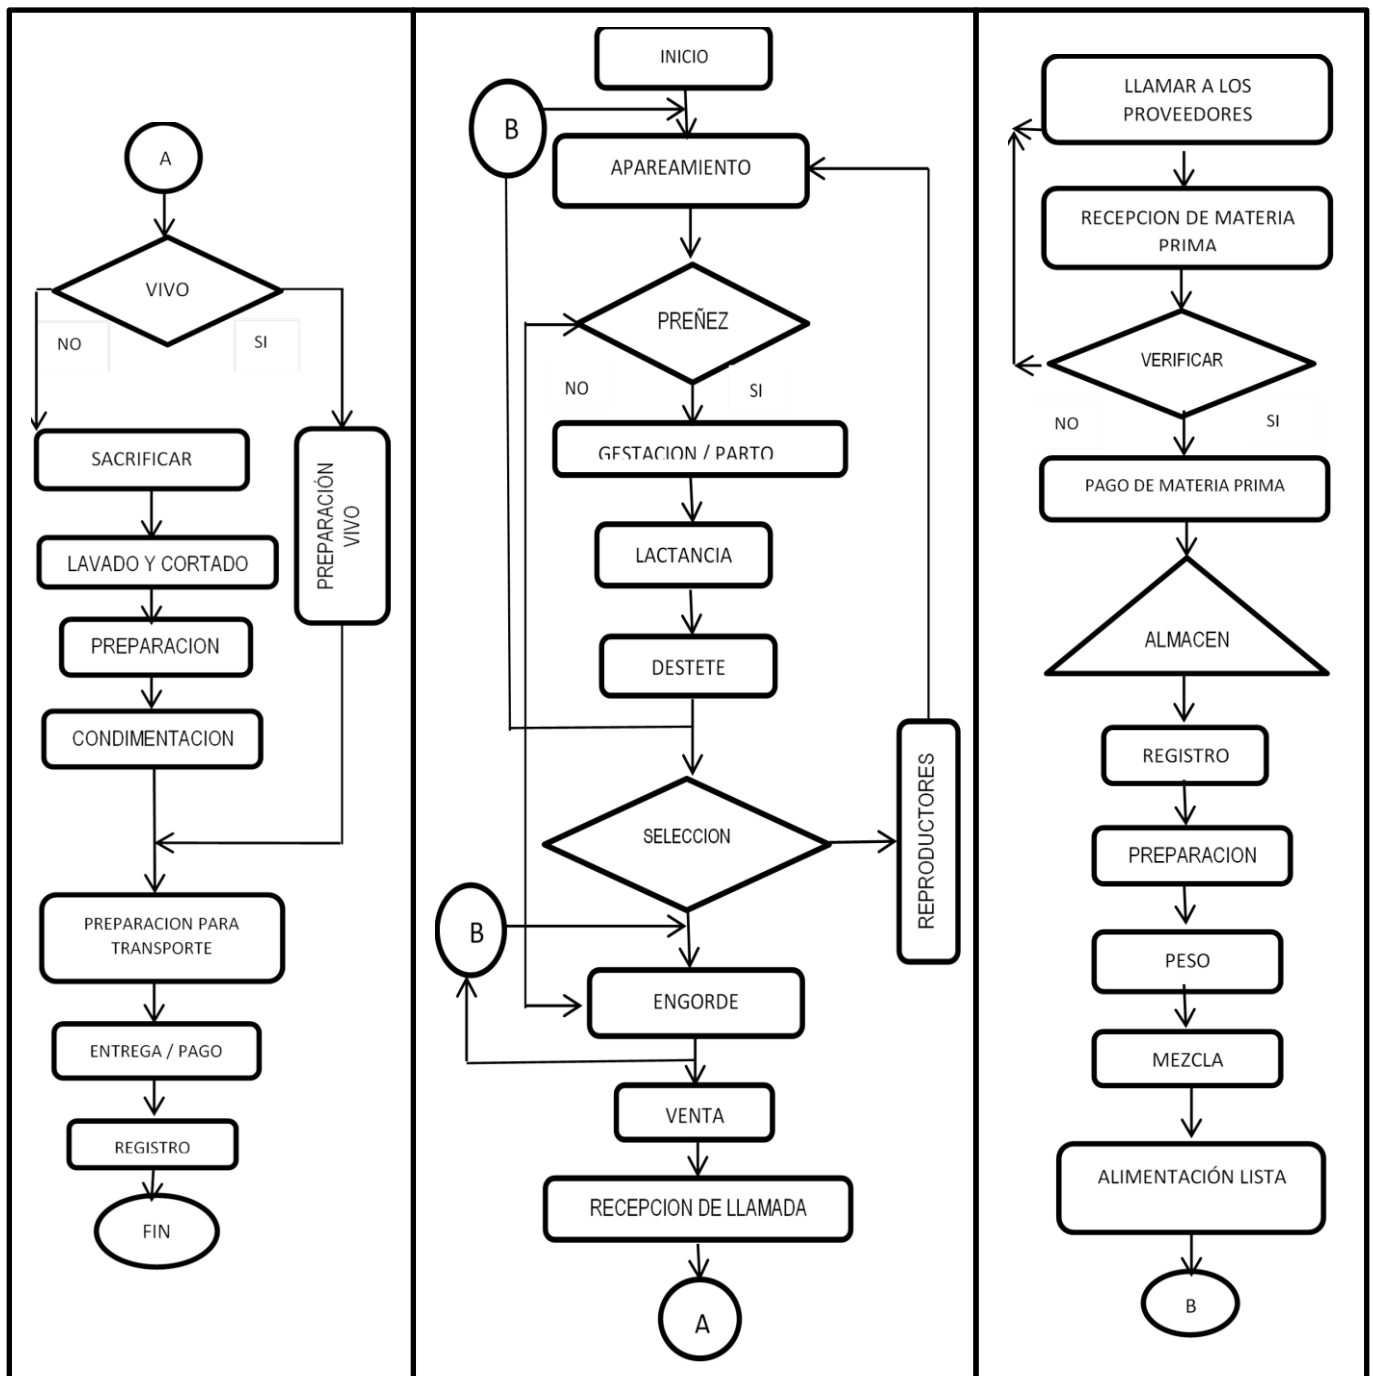 A
VIVO
NO
SI
SACRIFICAR
PREPARACIÓN
VIVO
LAVADO Y CORTADO
PREPARACION
CONDIMENTACION
PREPARACION PARA
TRANSPORTE
ENTREGA / PAGO
REGISTRO
FIN
INICIO
B
APAREAMIENTO
PREÑEZ
NO
SI
GESTACION / PARTO
LACTANCIA
DESTETE
SELECCION
REPRODUCTORES
B
ENGORDE
VENTA
RECEPCION DE LLAMADA
A
LLAMAR A LOS
PROVEEDORES
RECEPCION DE MATERIA
PRIMA
VERIFICAR
NO
SI
PAGO DE MATERIA PRIMA
ALMACEN
REGISTRO
PREPARACION
PESO
MEZCLA
ALIMENTACIÓN LISTA
B